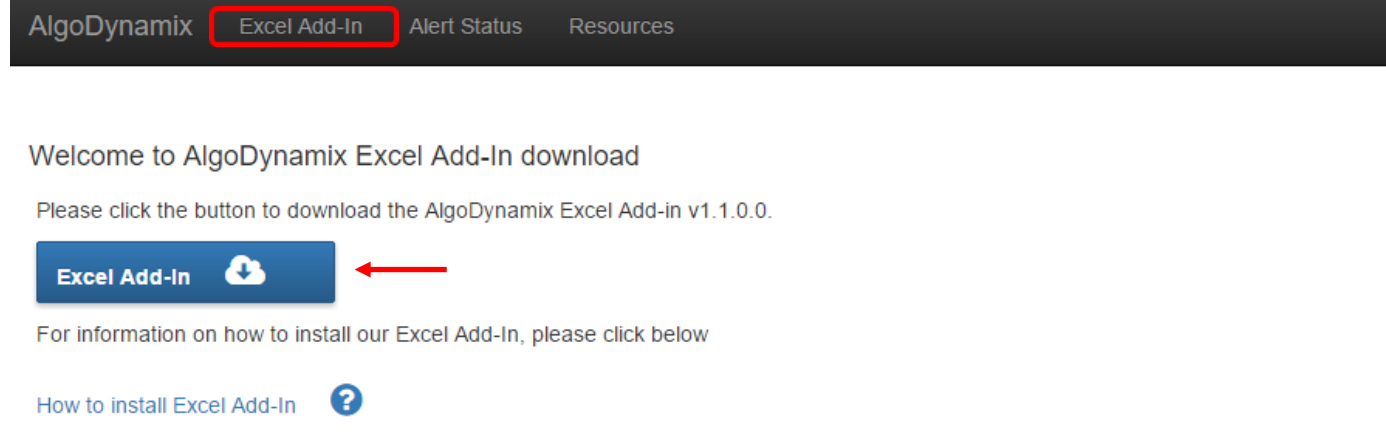 AlgoDynamix Excel Add-In Alert Status Resources
Welcome to AlgoDynamix Excel Add-In download
Please click the button to download the AlgoDynamix Excel Add-in v1.1.0.0.
Excel Add-In
For information on how to install our Excel Add-In, please click below
How to install Excel Add-In ?